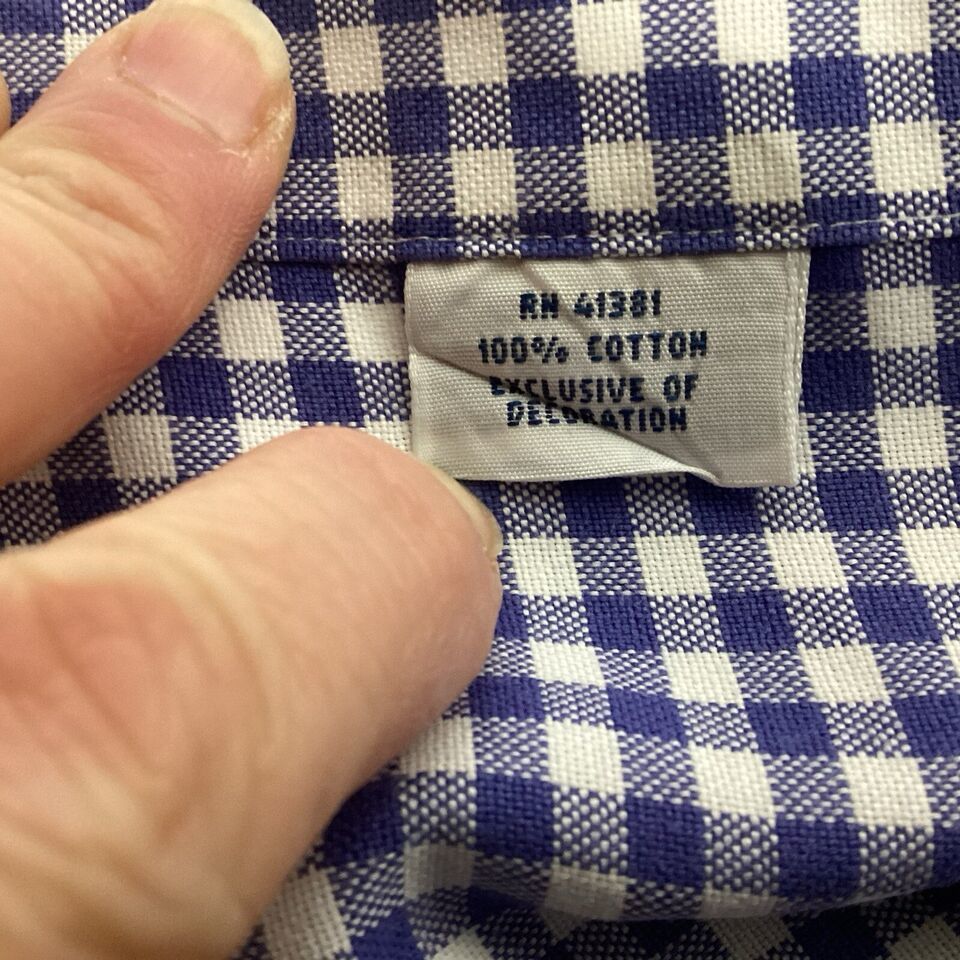 RN 41381
100% COTTON
EXCLUSIVE OF
DECORATION